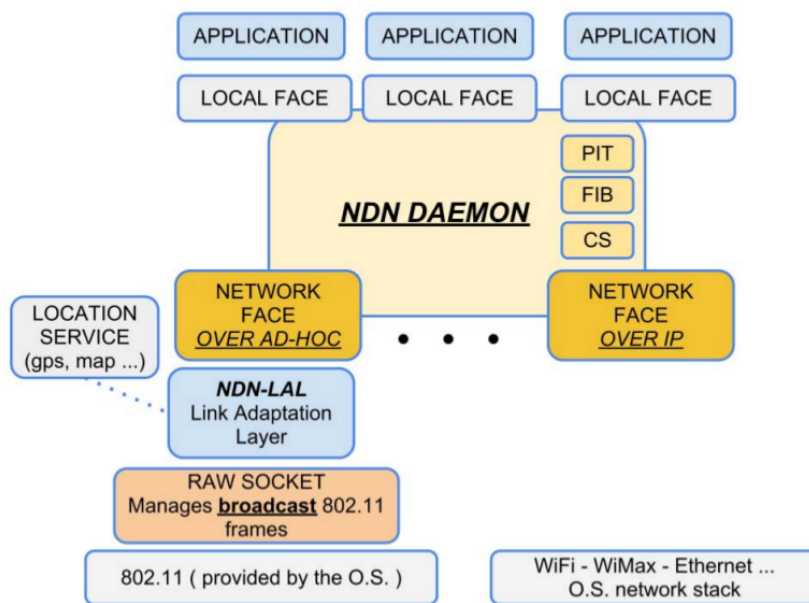 APPLICATION
APPLICATION
APPLICATION
LOCAL FACE
LOCAL FACE
LOCAL FACE
PIT
FIB
CS
NDN DAEMON
NETWORK
FACE
OVER AD-HOC
NETWORK
FACE
OVER IP
LOCATION
SERVICE
(gps, map ...)
NDN-LAL
Link Adaptation
Layer
RAW SOCKET
Manages broadcast 802.11
frames
802.11 ( provided by the O.S. )
WiFi - WiMax - Ethernet ...
O.S. network stack